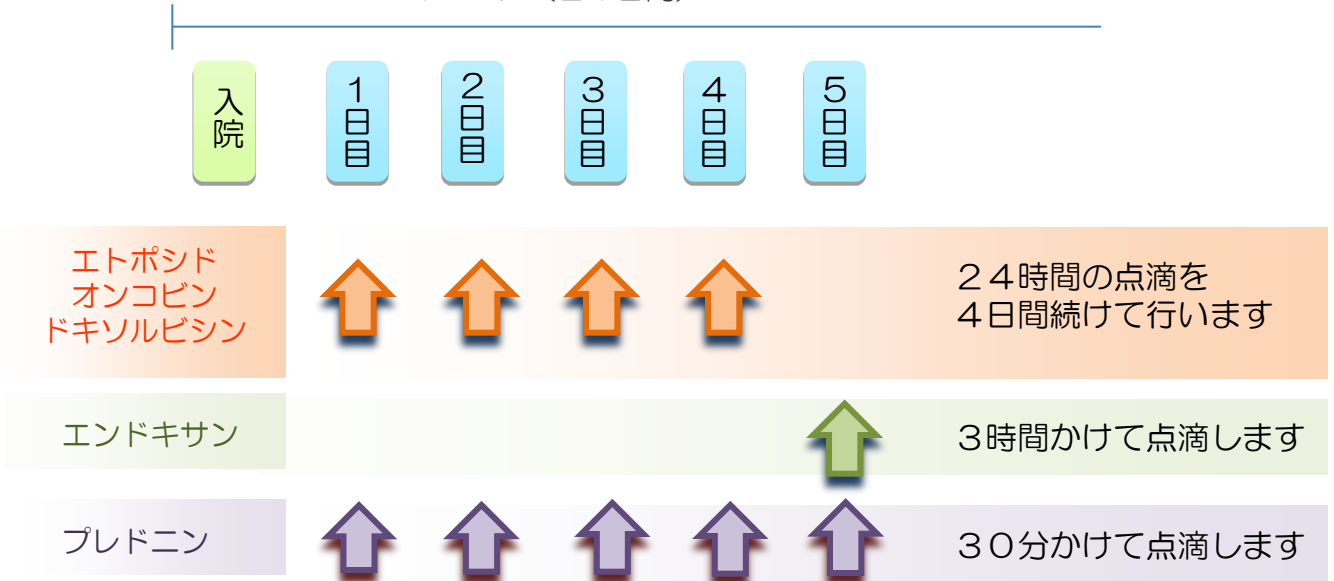 入院
1日目
2日目
3日目
4日目
5日目
エトポシド
オンコビン
ドキソルビシン
２４時間の点滴を
４日間続けて行います
エンドキサン
３時間かけて点滴します
プレドニン
３０分かけて点滴します